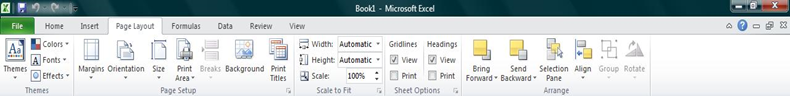 Book1 - Microsoft Excel
File Home Insert Page Layout Formulas Data Review View
Colors Width: Automatic Gridlines Headings
Aa Fonts Height: Automatic View View
Themes Effects Margins Orientation Size Print Area Breaks Background Print Titles Scale: 100% Print Print Bring Forward Send Backward Selection Pane Align Group Rotate
Themes Page Setup Scale to Fit Sheet Options Arrange